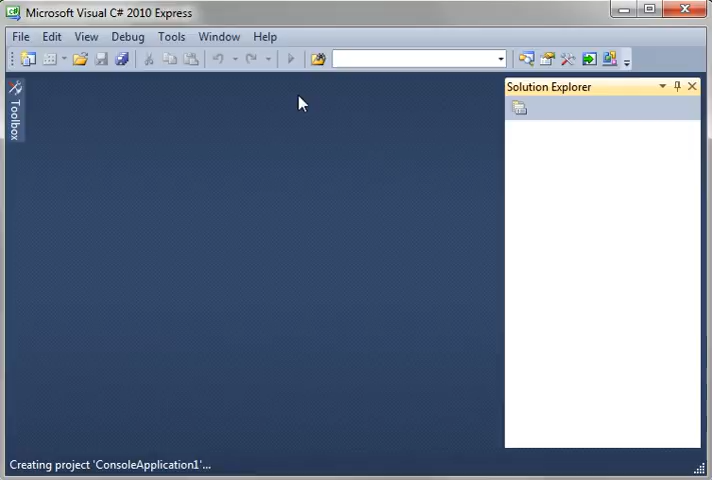 Microsoft Visual C# 2010 Express
File Edit View Debug Tools Window Help
Toolbox
Solution Explorer
Creating project 'ConsoleApplication1'...